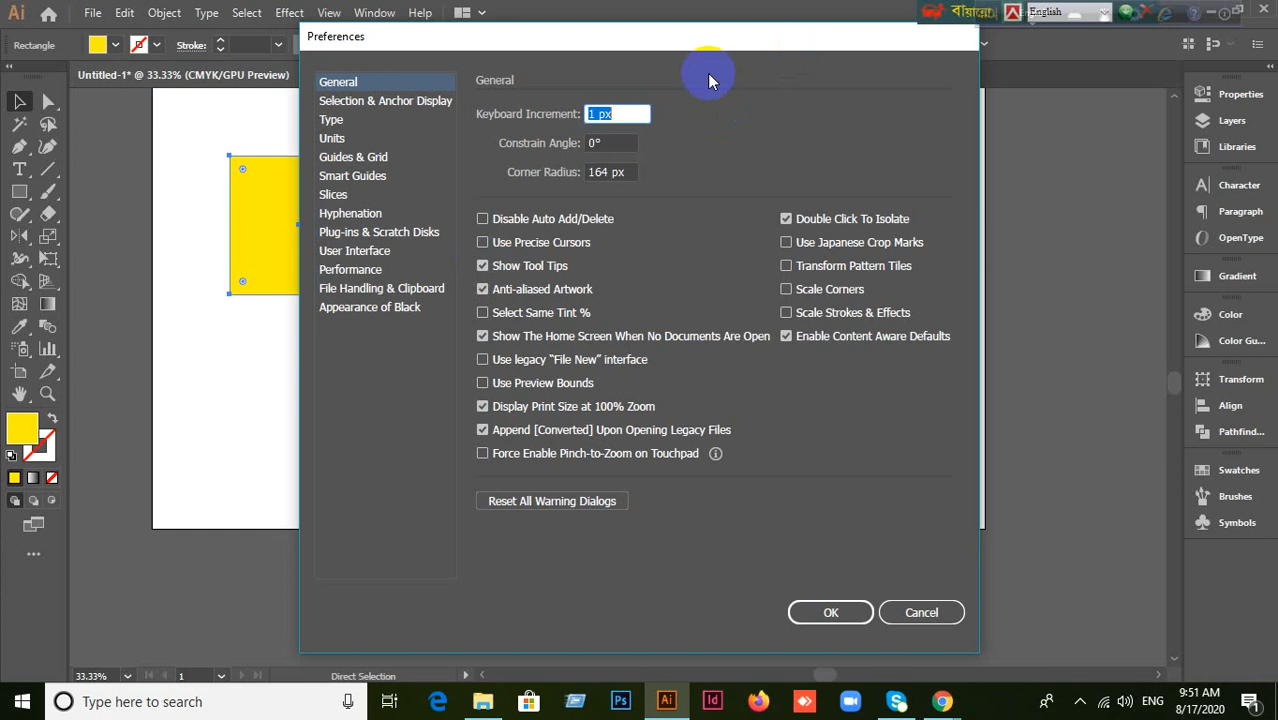 Ai File Edit Object Type Select Effect View Window Help
বায়ান্নো English
Preferences
Rectangle Stroke:
Untitled-1* @ 33.33% (CMYK/GPU Preview)
General
Selection & Anchor Display
Type
Units
Guides & Grid
Smart Guides
Slices
Hyphenation
Plug-ins & Scratch Disks
User Interface
Performance
File Handling & Clipboard
Appearance of Black
General
Keyboard Increment: 1 px
Constrain Angle: 0°
Corner Radius: 164 px
Disable Auto Add/Delete
Use Precise Cursors
Show Tool Tips
Anti-aliased Artwork
Select Same Tint %
Show The Home Screen When No Documents Are Open
Use legacy “File New” interface
Use Preview Bounds
Display Print Size at 100% Zoom
Append [Converted] Upon Opening Legacy Files
Force Enable Pinch-to-Zoom on Touchpad
Double Click To Isolate
Use Japanese Crop Marks
Transform Pattern Tiles
Scale Corners
Scale Strokes & Effects
Enable Content Aware Defaults
Reset All Warning Dialogs
OK Cancel
Properties
Layers
Libraries
Character
Paragraph
OpenType
Gradient
Color
Color Gu...
Transform
Align
Pathfind...
Swatches
Brushes
Symbols
33.33% 1 Direct Selection
Type here to search
Ps Ai Id
ENG
9:51 AM
8/17/2020
1